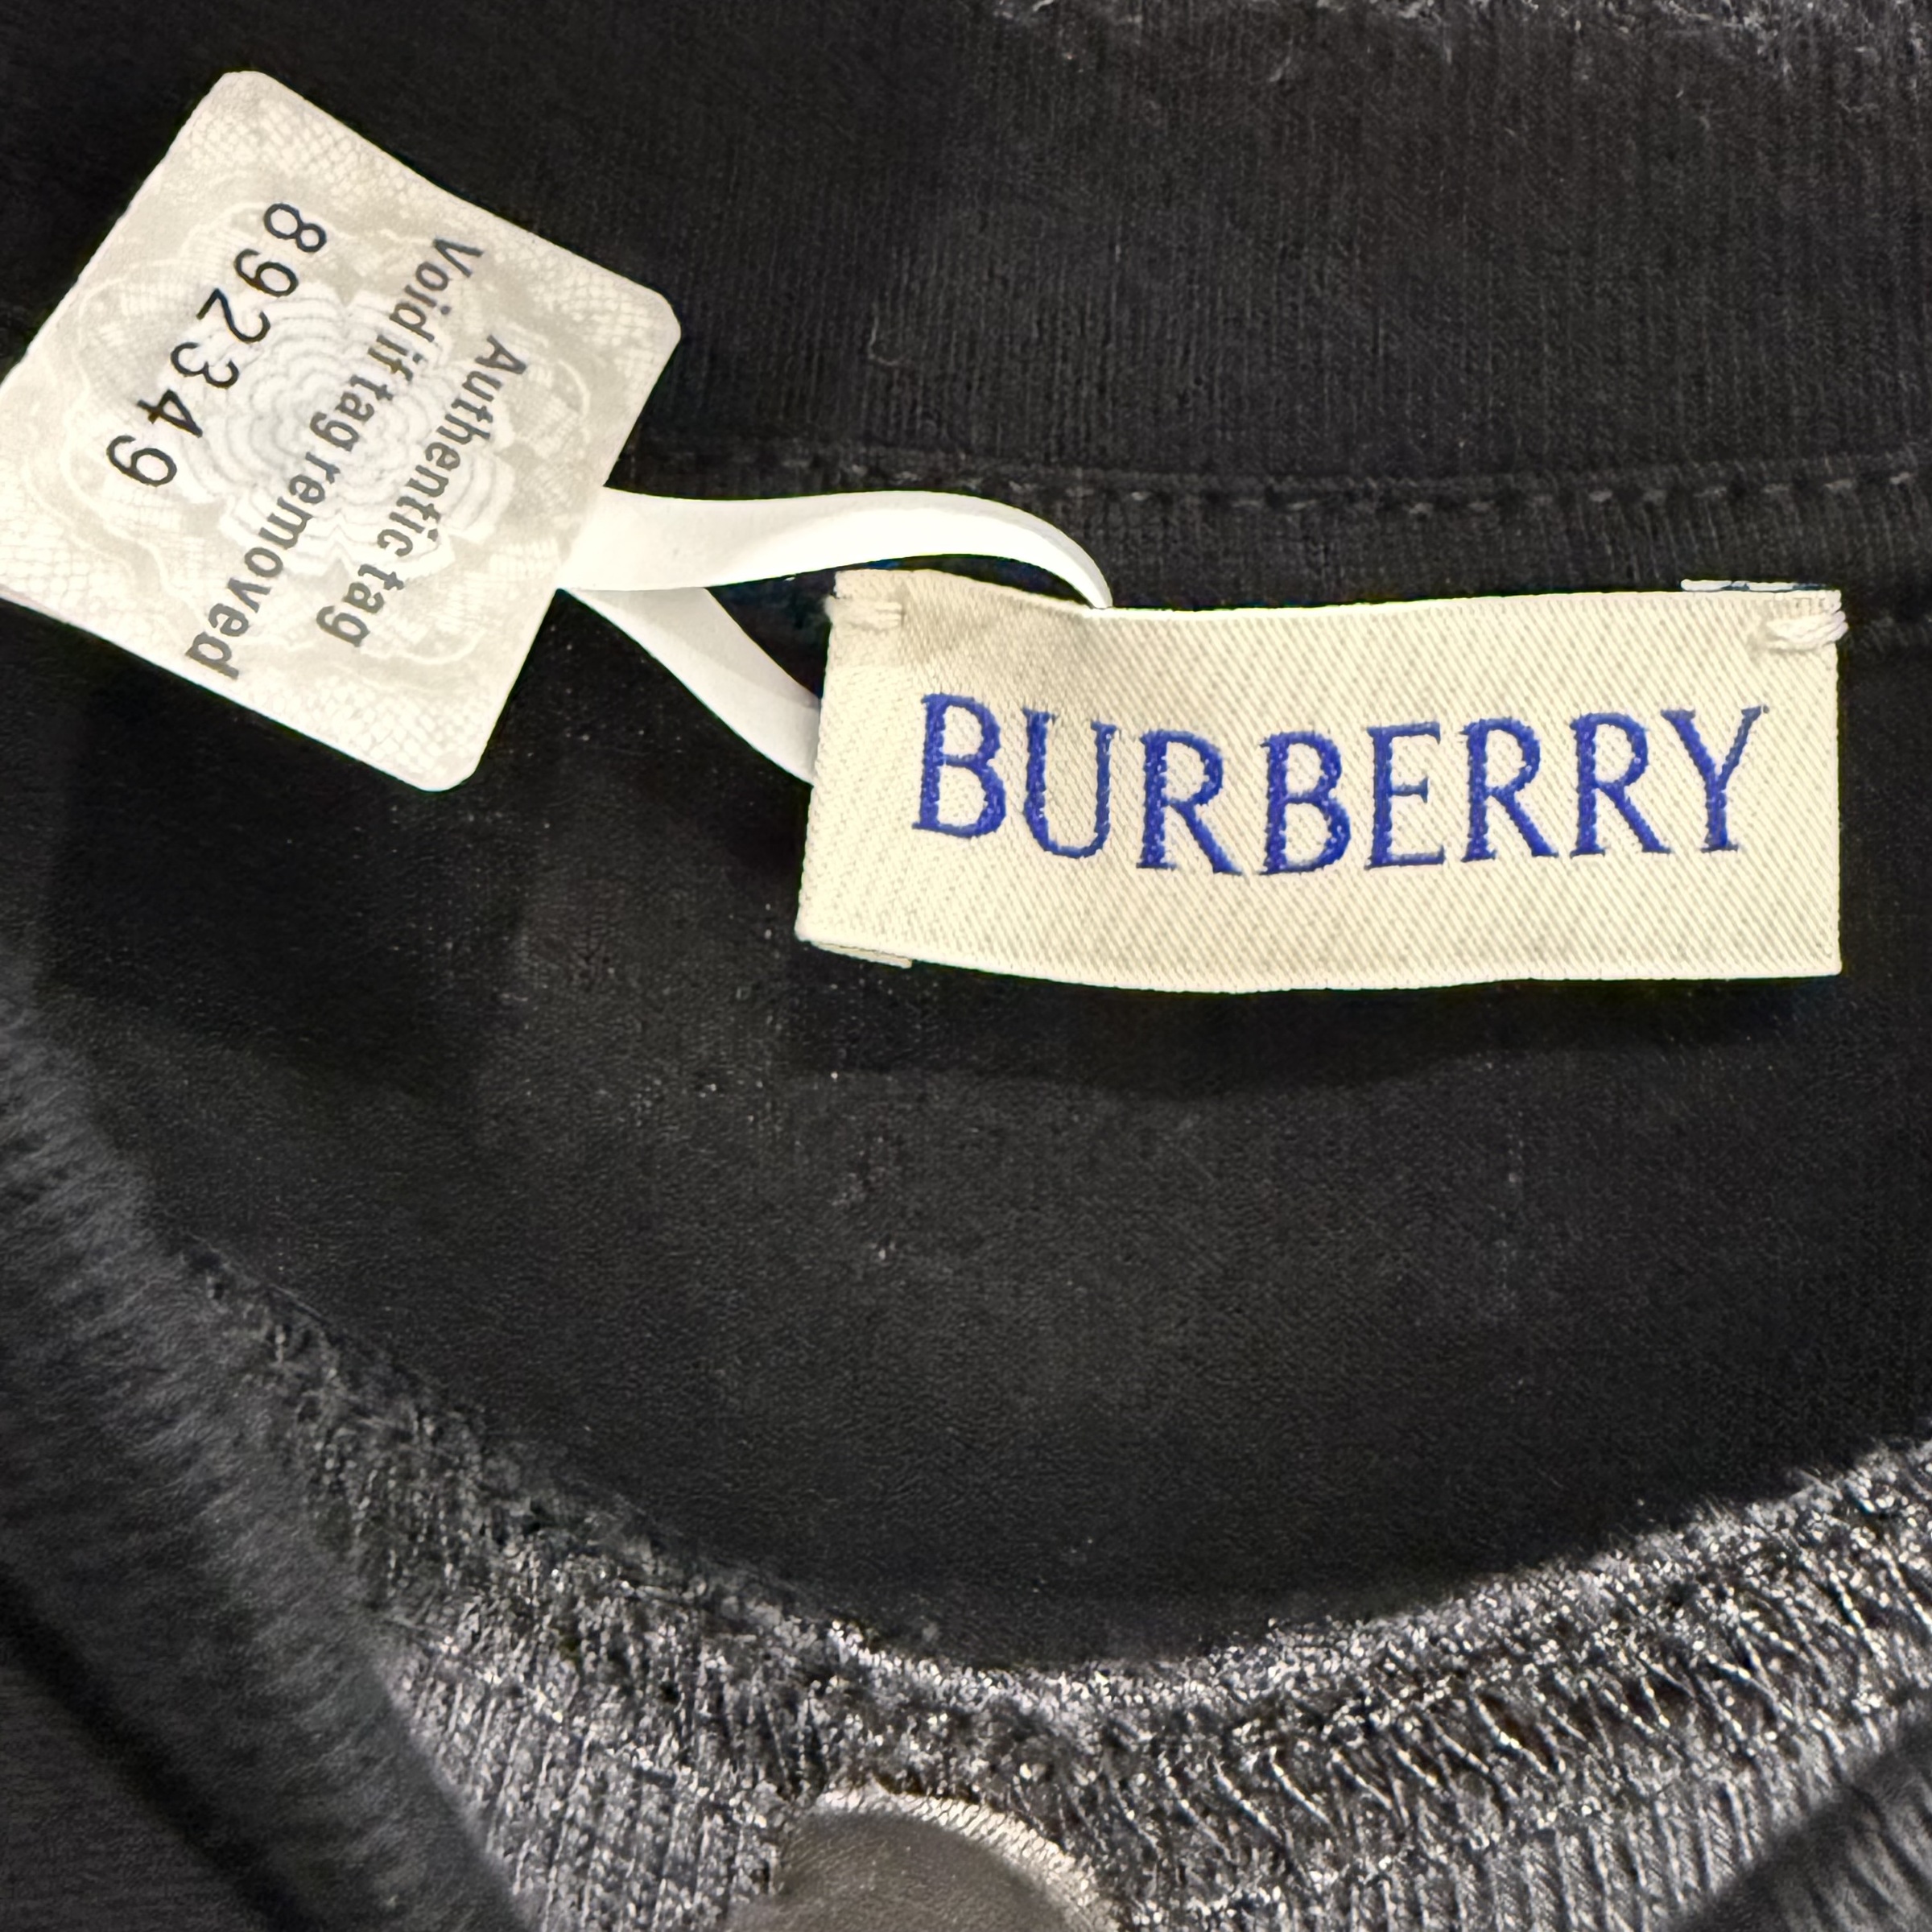 Authentic tag
Void if tag removed
892349
BURBERRY